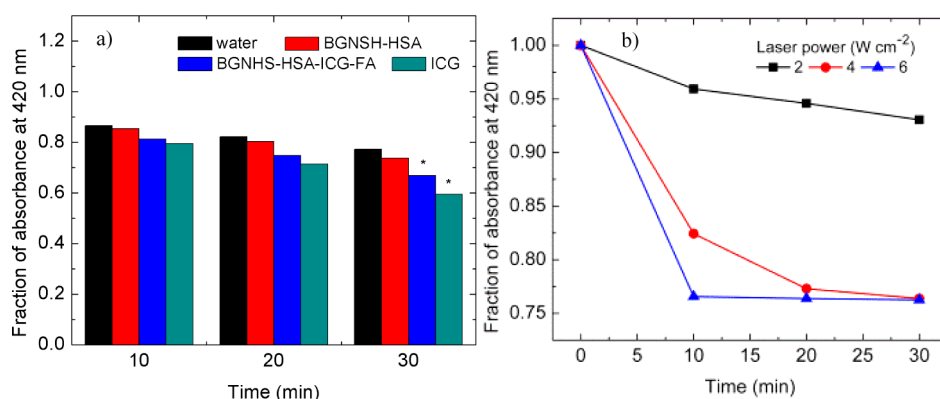 a)
water
BGNSH-HSA
BGNHS-HSA-ICG-FA
ICG
1.2
1.0
0.8
0.6
0.4
0.2
0.0
Fraction of absorbance at 420 nm
*
*
10 20 30
Time (min)
b)
Laser power (W cm⁻²)
2 4 6
1.00
0.95
0.90
0.85
0.80
0.75
Fraction of absorbance at 420 nm
0 5 10 15 20 25 30
Time (min)